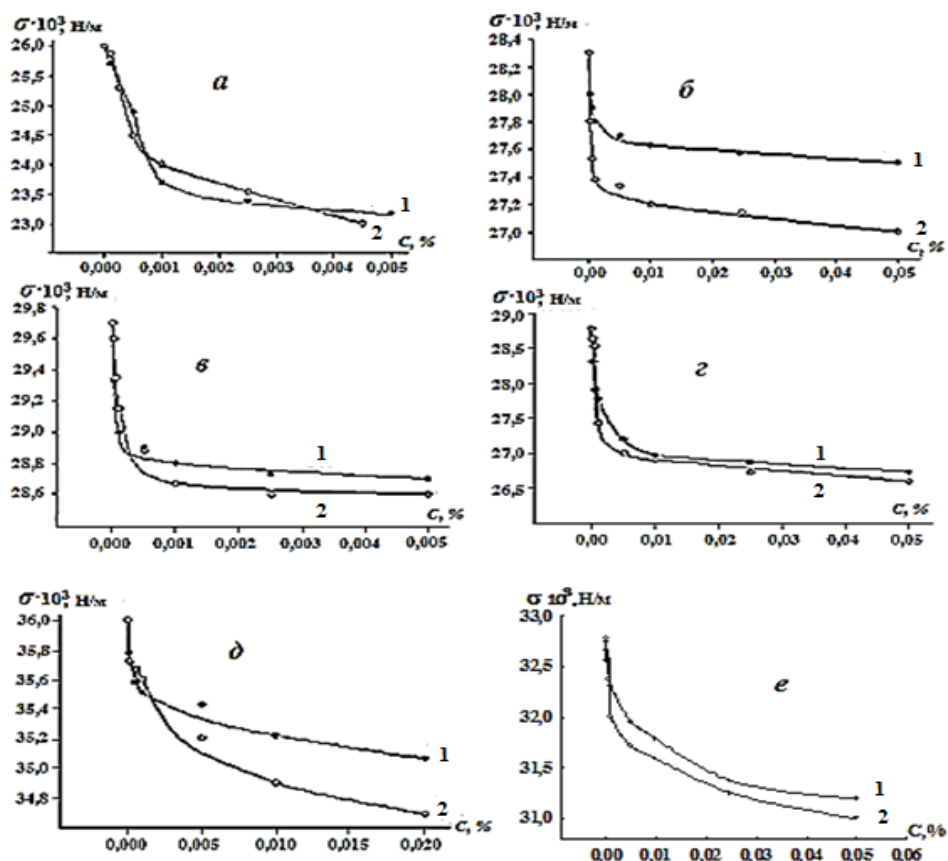 σ·10³, Н/м
26,0
25,5
25,0
24,5
24,0
23,5
23,0
а
1
2
C, %
0,000 0,001 0,002 0,003 0,004 0,005
σ·10³, Н/м
28,4
28,2
28,0
27,8
27,6
27,4
27,2
27,0
б
1
2
C, %
0,00 0,01 0,02 0,03 0,04 0,05
σ·10³, Н/м
29,8
29,6
29,4
29,2
29,0
28,8
28,6
в
1
2
C, %
0,000 0,001 0,002 0,003 0,004 0,005
σ·10³, Н/м
29,0
28,5
28,0
27,5
27,0
26,5
г
1
2
C, %
0,00 0,01 0,02 0,03 0,04 0,05
σ·10³, Н/м
36,0
35,8
35,6
35,4
35,2
35,0
34,8
д
1
2
C, %
0,000 0,005 0,010 0,015 0,020
σ 10³, Н/м
33,0
32,5
32,0
31,5
31,0
е
1
2
C, %
0,00 0,01 0,02 0,03 0,04 0,05 0,06